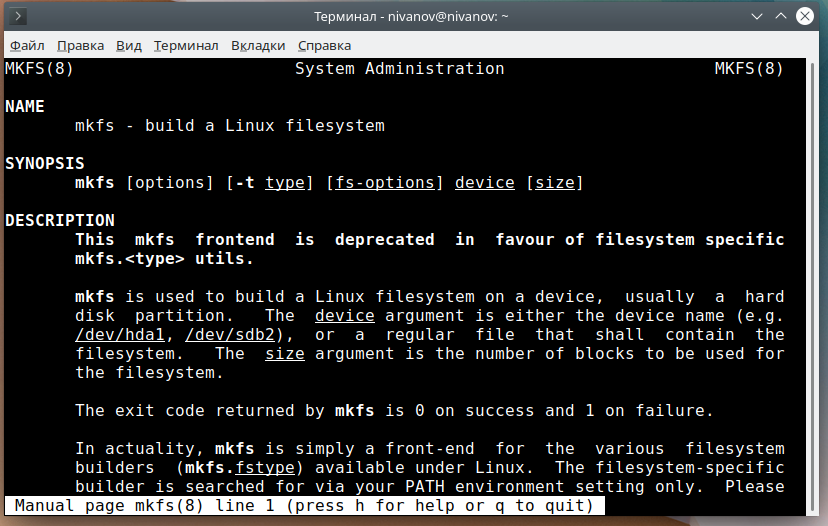 Терминал - nivanov@nivanov: ~
Файл Правка Вид Терминал Вкладки Справка
MKFS(8) System Administration MKFS(8)
NAME
mkfs - build a Linux filesystem
SYNOPSIS
mkfs [options] [-t type] [fs-options] device [size]
DESCRIPTION
This mkfs frontend is deprecated in favour of filesystem specific
mkfs.<type> utils.
mkfs is used to build a Linux filesystem on a device, usually a hard
disk partition. The device argument is either the device name (e.g.
/dev/hda1, /dev/sdb2), or a regular file that shall contain the
filesystem. The size argument is the number of blocks to be used for
the filesystem.
The exit code returned by mkfs is 0 on success and 1 on failure.
In actuality, mkfs is simply a front-end for the various filesystem
builders (mkfs.fstype) available under Linux. The filesystem-specific
builder is searched for via your PATH environment setting only. Please
Manual page mkfs(8) line 1 (press h for help or q to quit)